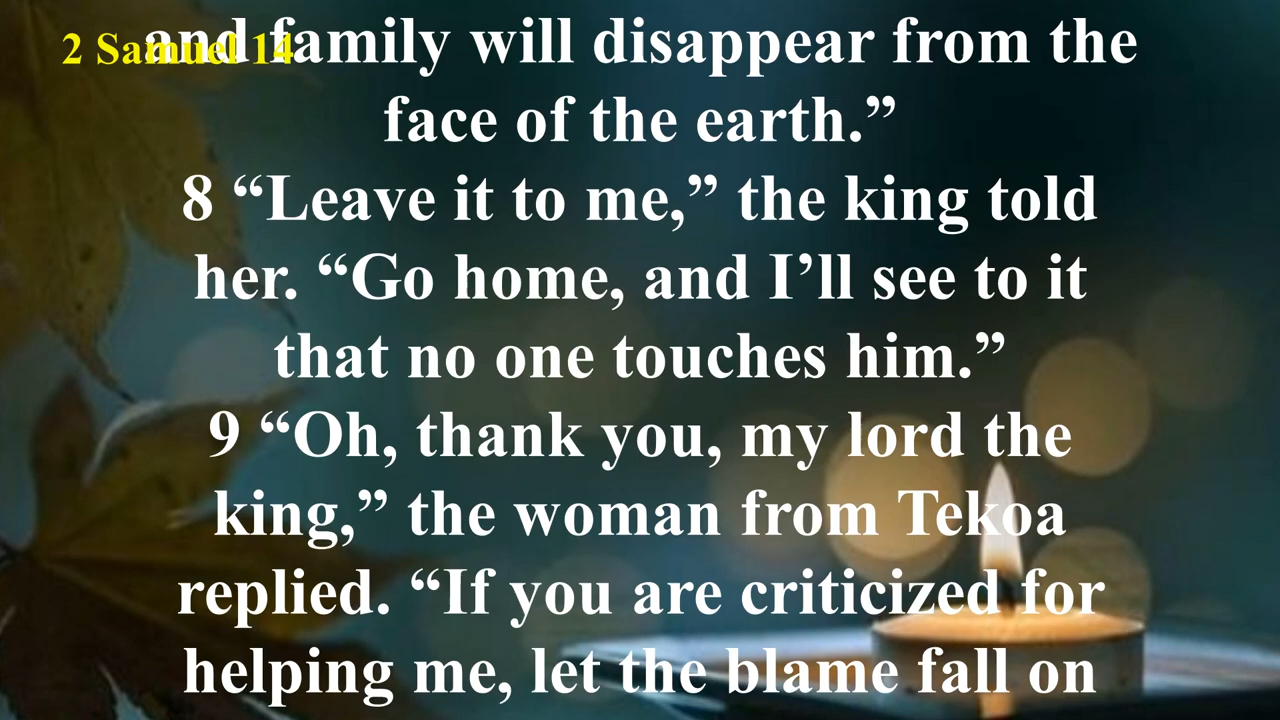 2 Samuel 14
and family will disappear from the
face of the earth.”
8 “Leave it to me,” the king told
her. “Go home, and I’ll see to it
that no one touches him.”
9 “Oh, thank you, my lord the
king,” the woman from Tekoa
replied. “If you are criticized for
helping me, let the blame fall on